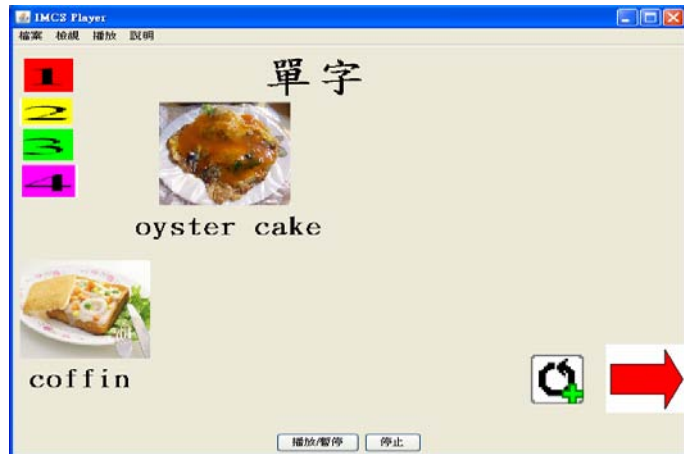 IMCS Player
檔案 檢視 播放 說明
單字
1
2
3
4
oyster cake
coffin
播放/暫停 停止